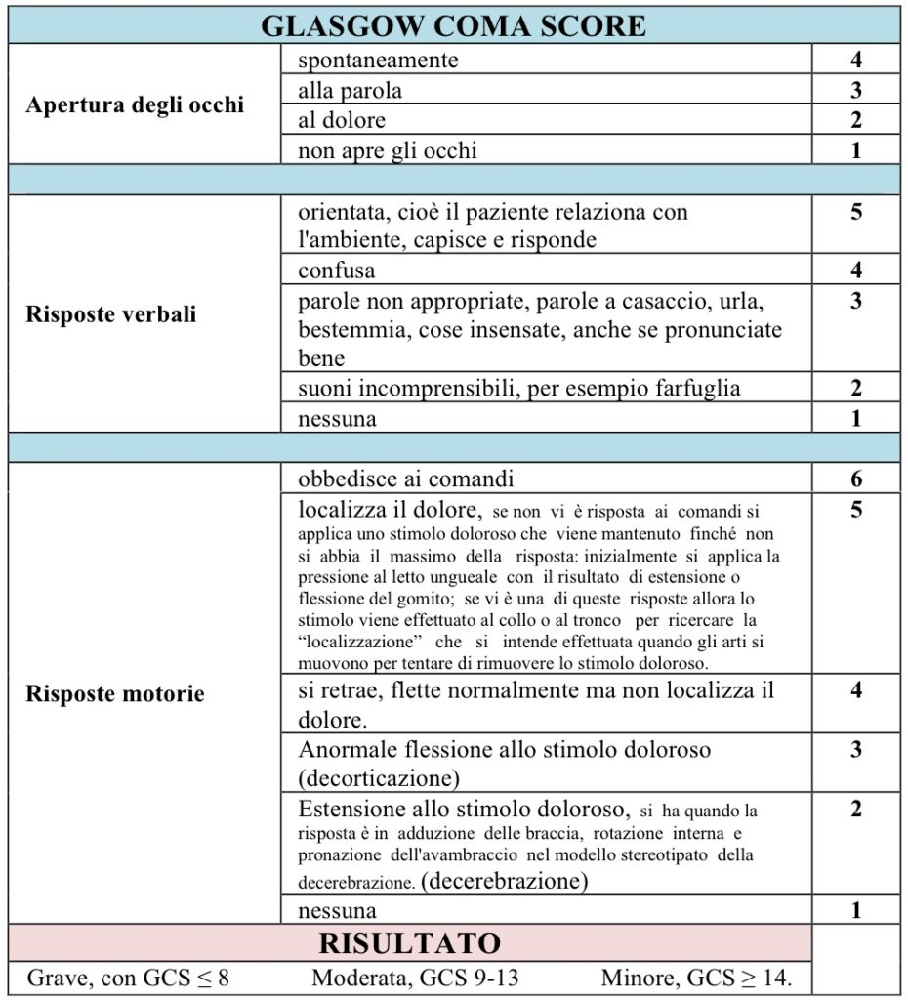 GLASGOW COMA SCORE
Apertura degli occhi
spontaneamente 4
alla parola 3
al dolore 2
non apre gli occhi 1
Risposte verbali
orientata, cioè il paziente relaziona con 5
l'ambiente, capisce e risponde
confusa 4
parole non appropriate, parole a casaccio, urla, 3
bestemmia, cose insensate, anche se pronunciate
bene
suoni incomprensibili, per esempio farfuglia 2
nessuna 1
Risposte motorie
obbedisce ai comandi 6
localizza il dolore, se non vi è risposta ai comandi si 5
applica uno stimolo doloroso che viene mantenuto finché non
si abbia il massimo della risposta: inizialmente si applica la
pressione al letto ungueale con il risultato di estensione o
flessione del gomito; se vi è una di queste risposte allora lo
stimolo viene effettuato al collo o al tronco per ricercare la
“localizzazione” che si intende effettuata quando gli arti si
muovono per tentare di rimuovere lo stimolo doloroso.
si retrae, flette normalmente ma non localizza il 4
dolore.
Anormale flessione allo stimolo doloroso 3
(decorticazione)
Estensione allo stimolo doloroso, si ha quando la 2
risposta è in adduzione delle braccia, rotazione interna e
pronazione dell'avambraccio nel modello stereotipato della
decerebrazione. (decerebrazione)
nessuna 1
RISULTATO
Grave, con GCS ≤ 8 Moderata, GCS 9-13 Minore, GCS ≥ 14.